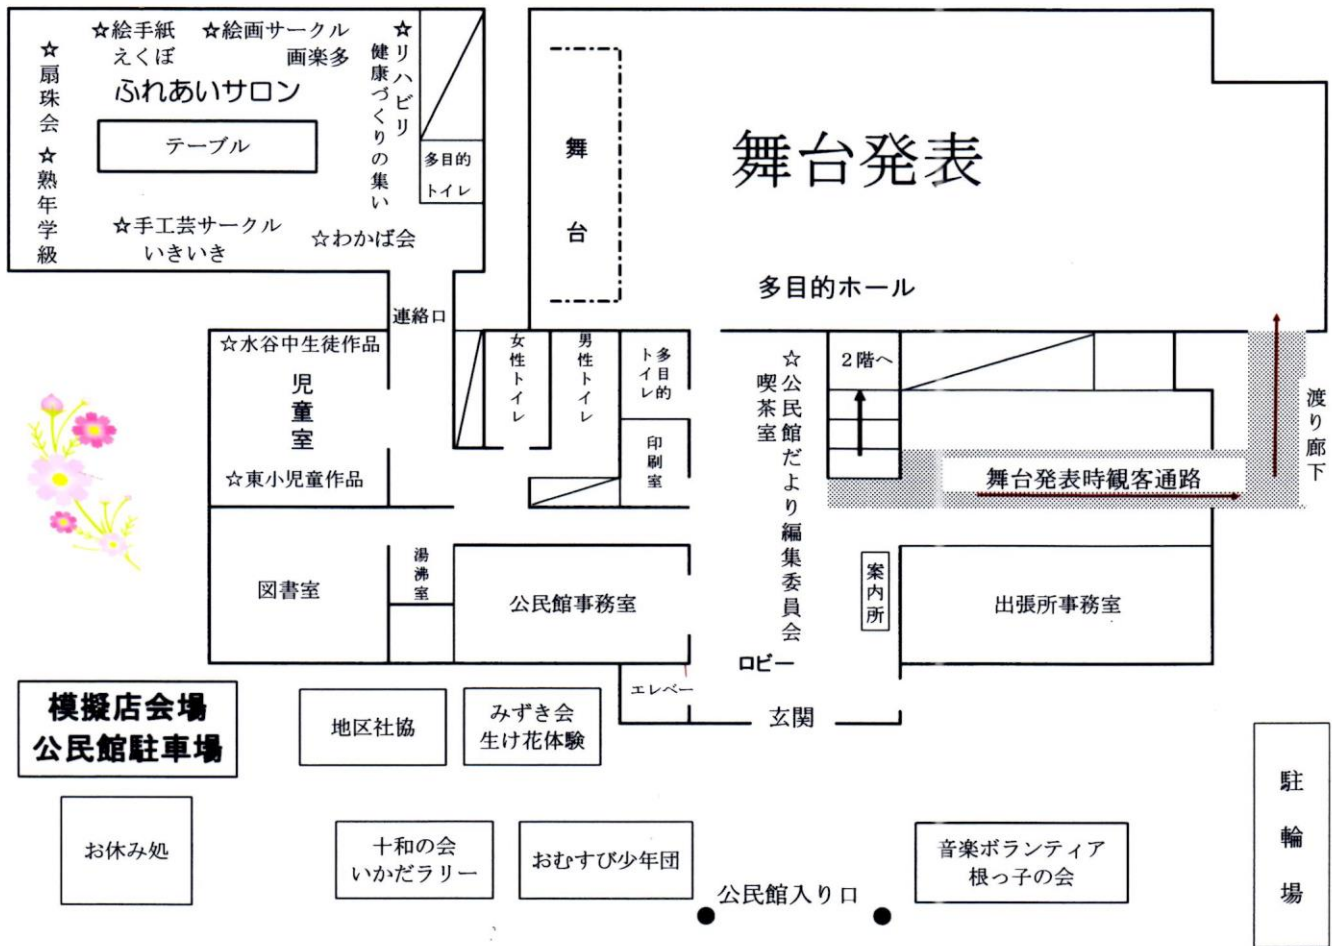 ☆絵手紙
えくぼ
☆絵画サークル
画楽多
☆リハビリ
健康づくりの集い
☆扇珠会 ☆熟年学級
ふれあいサロン
テーブル
☆手工芸サークル
いきいき
☆わかば会
多目的
トイレ
舞台
舞台発表
多目的ホール
連絡口
☆水谷中生徒作品
児童室
☆東小児童作品
女性トイレ
男性トイレ
多目的
トイレ
印刷室
☆公民館だより編集委員会
喫茶室
2階へ
渡り廊下
舞台発表時観客通路
図書室
湯沸室
公民館事務室
案内所
出張所事務室
ロビー
エレベー
玄関
模擬店会場
公民館駐車場
地区社協
みずき会
生け花体験
お休み処
十和の会
いかだラリー
おむすび少年団
公民館入り口
音楽ボランティア
根っ子の会
駐輪場